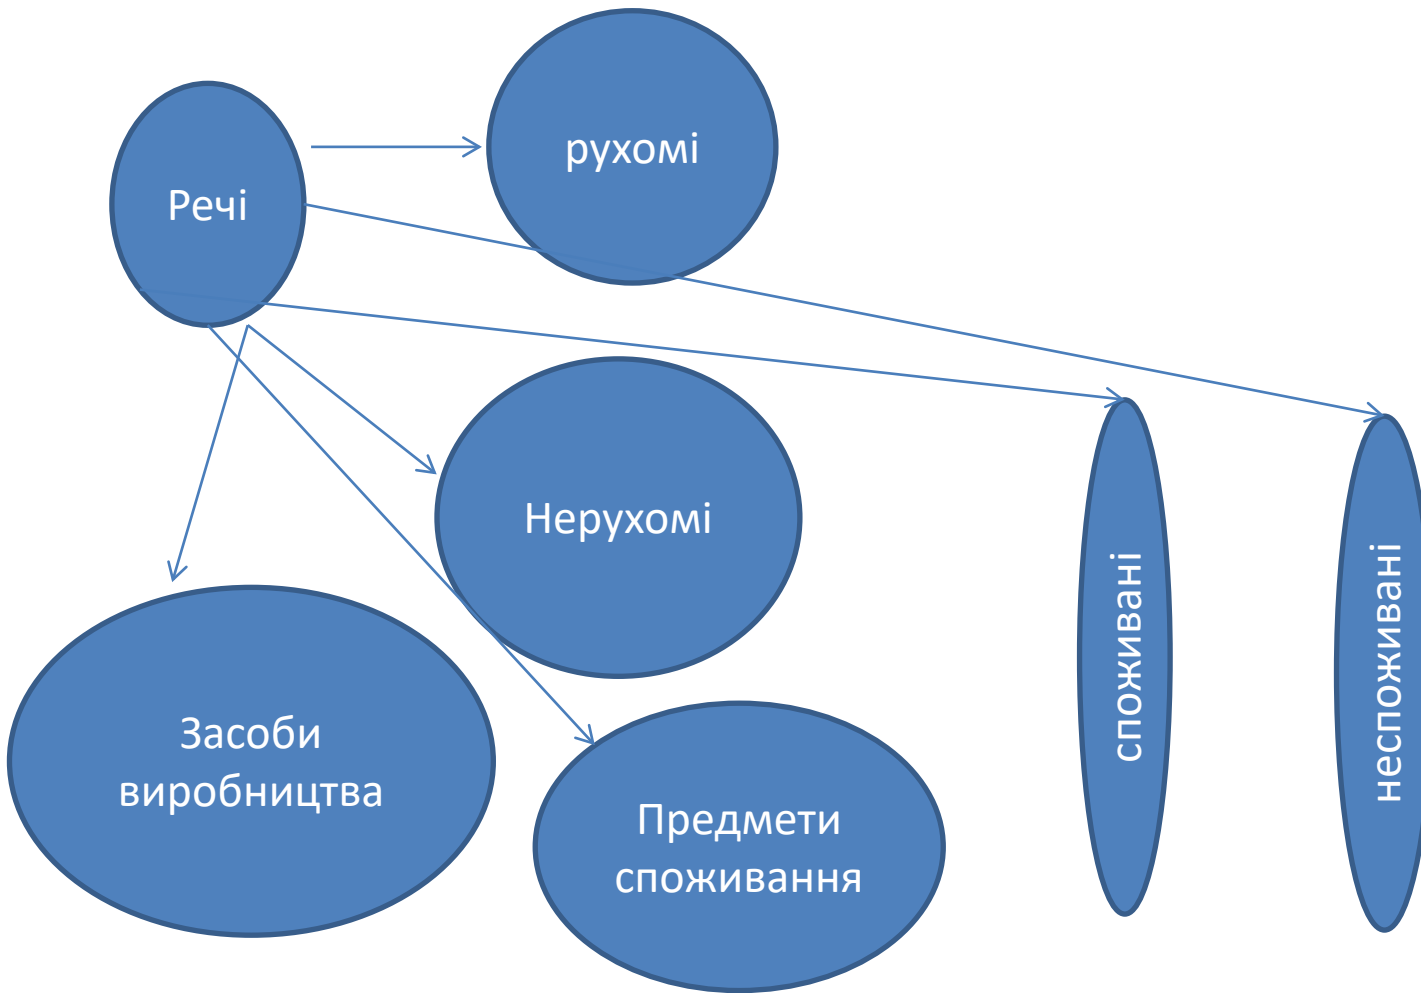 рухомі
Речі
Нерухомі
Засоби
виробництва
Предмети
споживання
споживані
неспоживані